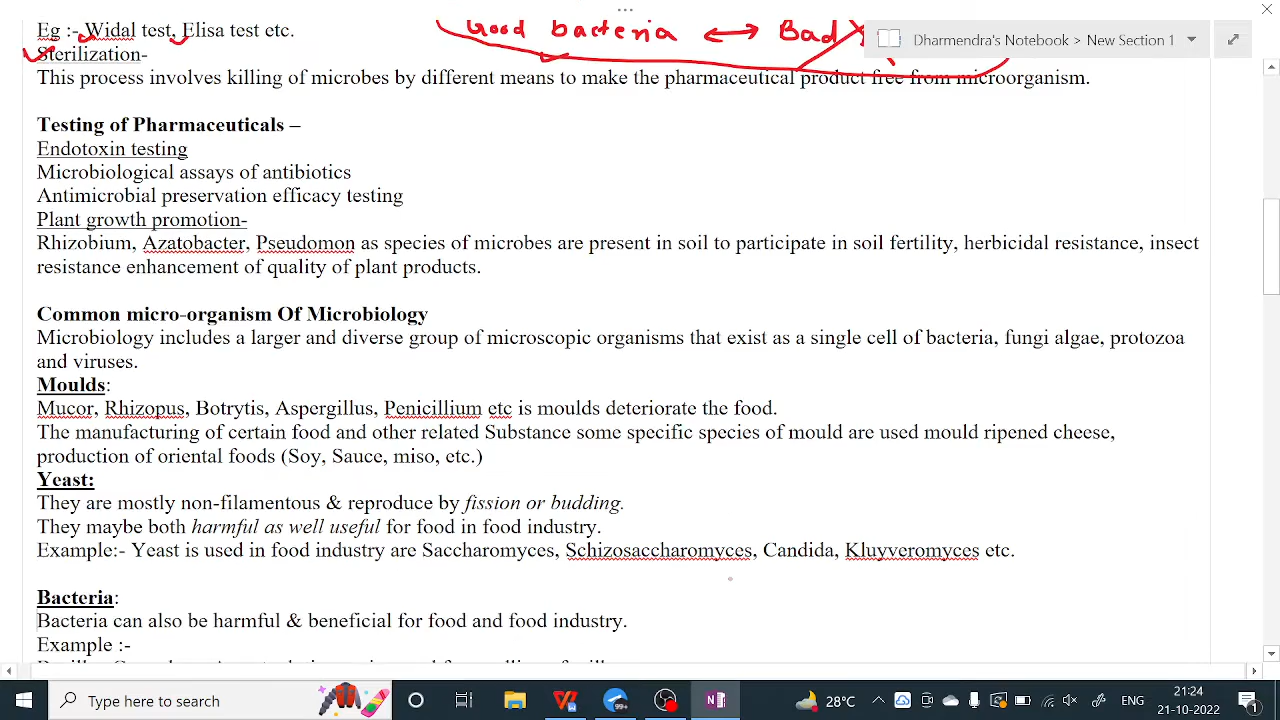 Eg :- Widal test, Elisa test etc.
Good bacteria ↔ Bad
Dharmendra's Notebook > New Section 1
Sterilization-
This process involves killing of microbes by different means to make the pharmaceutical product free from microorganism.
Testing of Pharmaceuticals –
Endotoxin testing
Microbiological assays of antibiotics
Antimicrobial preservation efficacy testing
Plant growth promotion-
Rhizobium, Azatobacter, Pseudomon as species of microbes are present in soil to participate in soil fertility, herbicidal resistance, insect
resistance enhancement of quality of plant products.
Common micro-organism Of Microbiology
Microbiology includes a larger and diverse group of microscopic organisms that exist as a single cell of bacteria, fungi algae, protozoa
and viruses.
Moulds:
Mucor, Rhizopus, Botrytis, Aspergillus, Penicillium etc is moulds deteriorate the food.
The manufacturing of certain food and other related Substance some specific species of mould are used mould ripened cheese,
production of oriental foods (Soy, Sauce, miso, etc.)
Yeast:
They are mostly non-filamentous & reproduce by fission or budding.
They maybe both harmful as well useful for food in food industry.
Example:- Yeast is used in food industry are Saccharomyces, Schizosaccharomyces, Candida, Kluyveromyces etc.
Bacteria:
Bacteria can also be harmful & beneficial for food and food industry.
Example :-
Type here to search
99+
28°C
ENG
21:24
21-10-2022
1